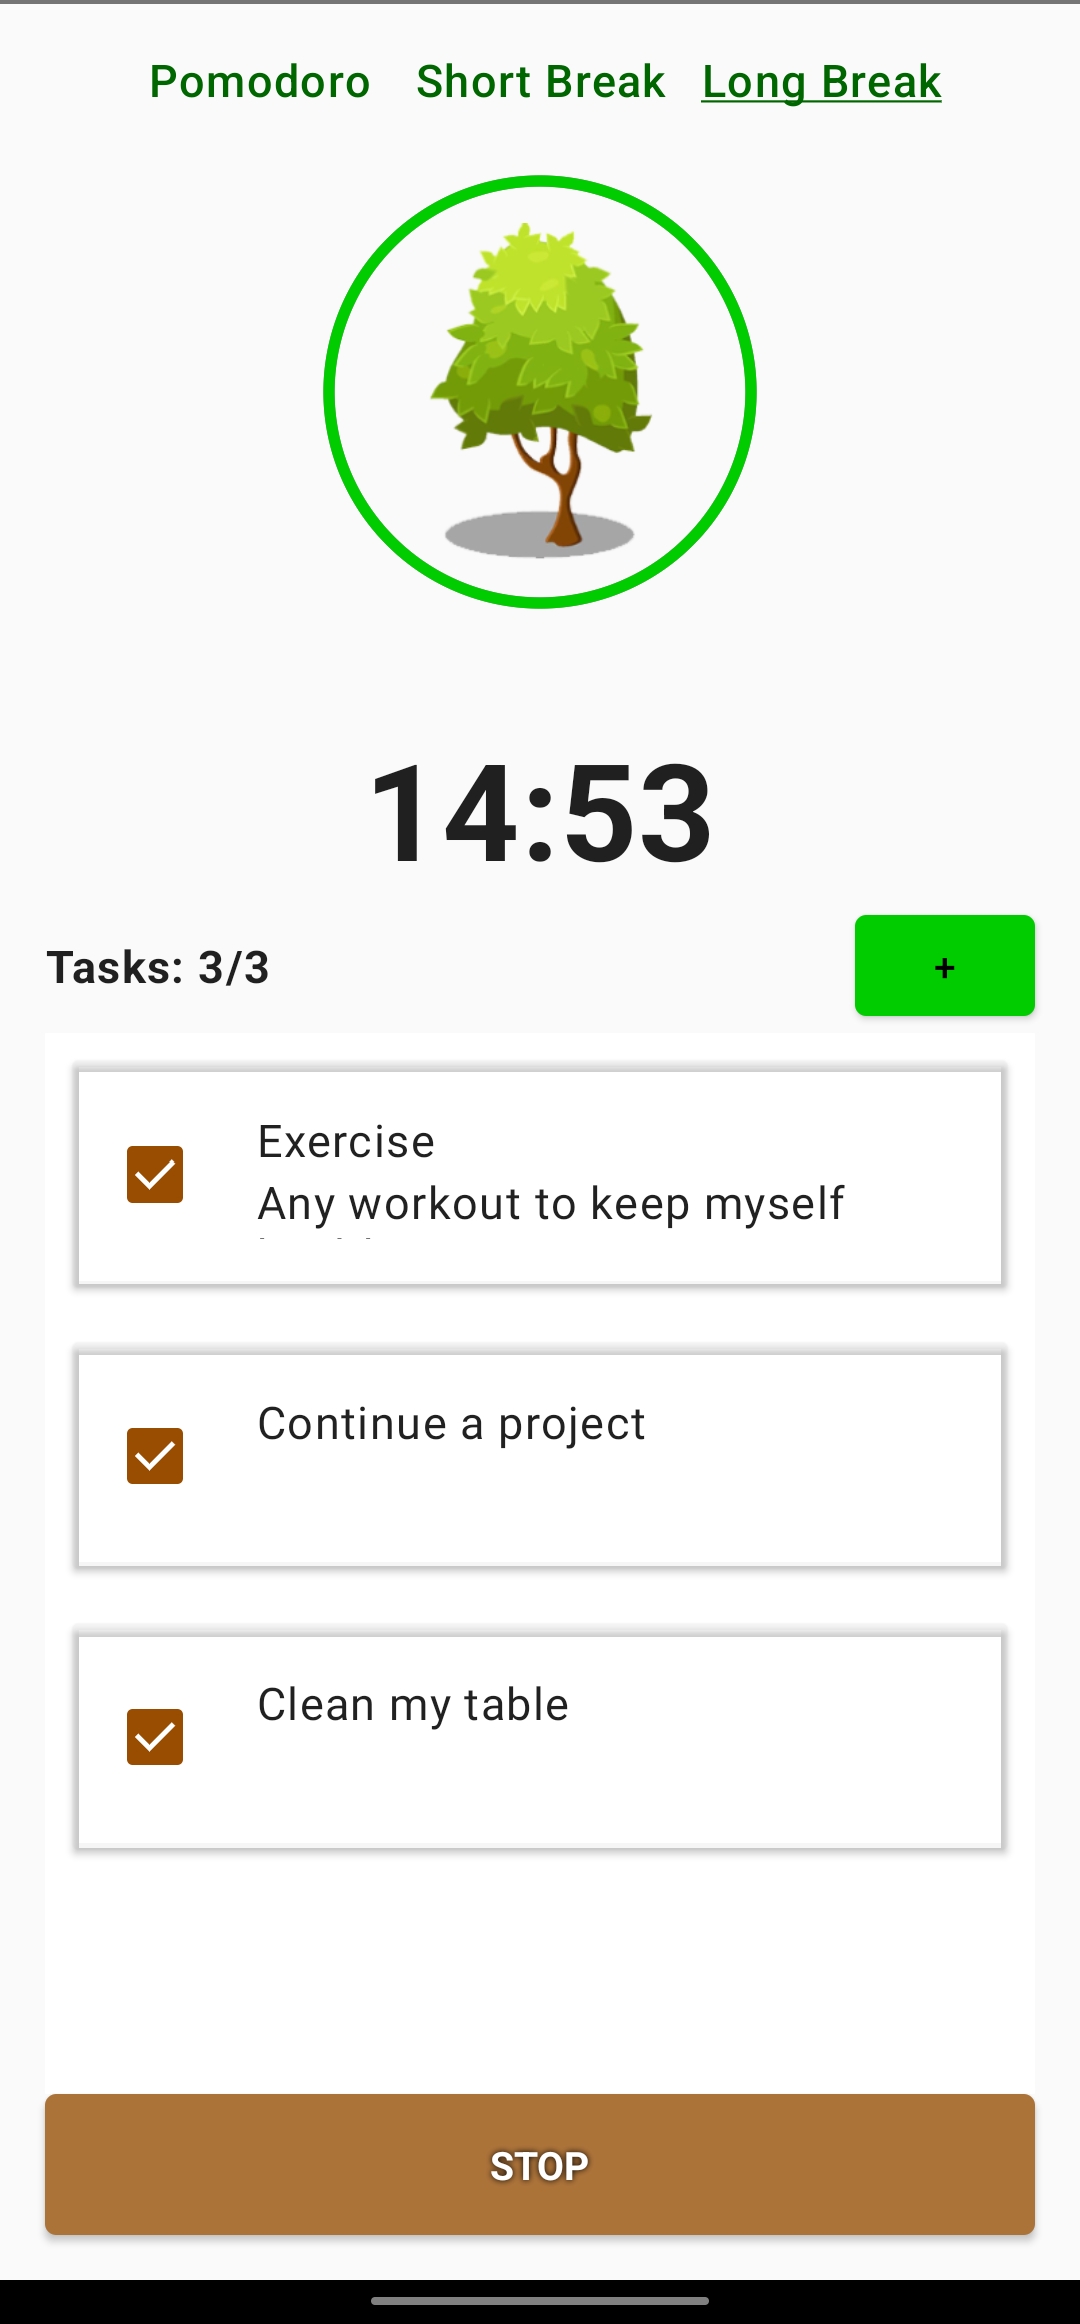 Pomodoro Short Break Long Break
14:53
Tasks: 3/3
+
Exercise
Any workout to keep myself
Continue a project
Clean my table
STOP